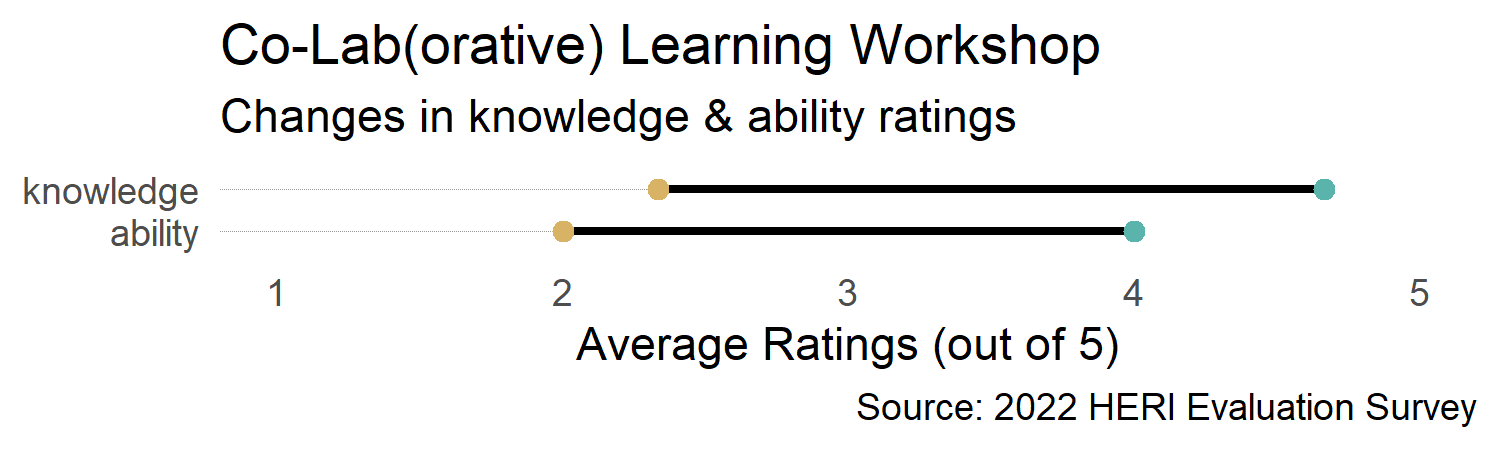 Co-Lab(orative) Learning Workshop
Changes in knowledge & ability ratings
knowledge
ability
1 2 3 4 5
Average Ratings (out of 5)
Source: 2022 HERI Evaluation Survey